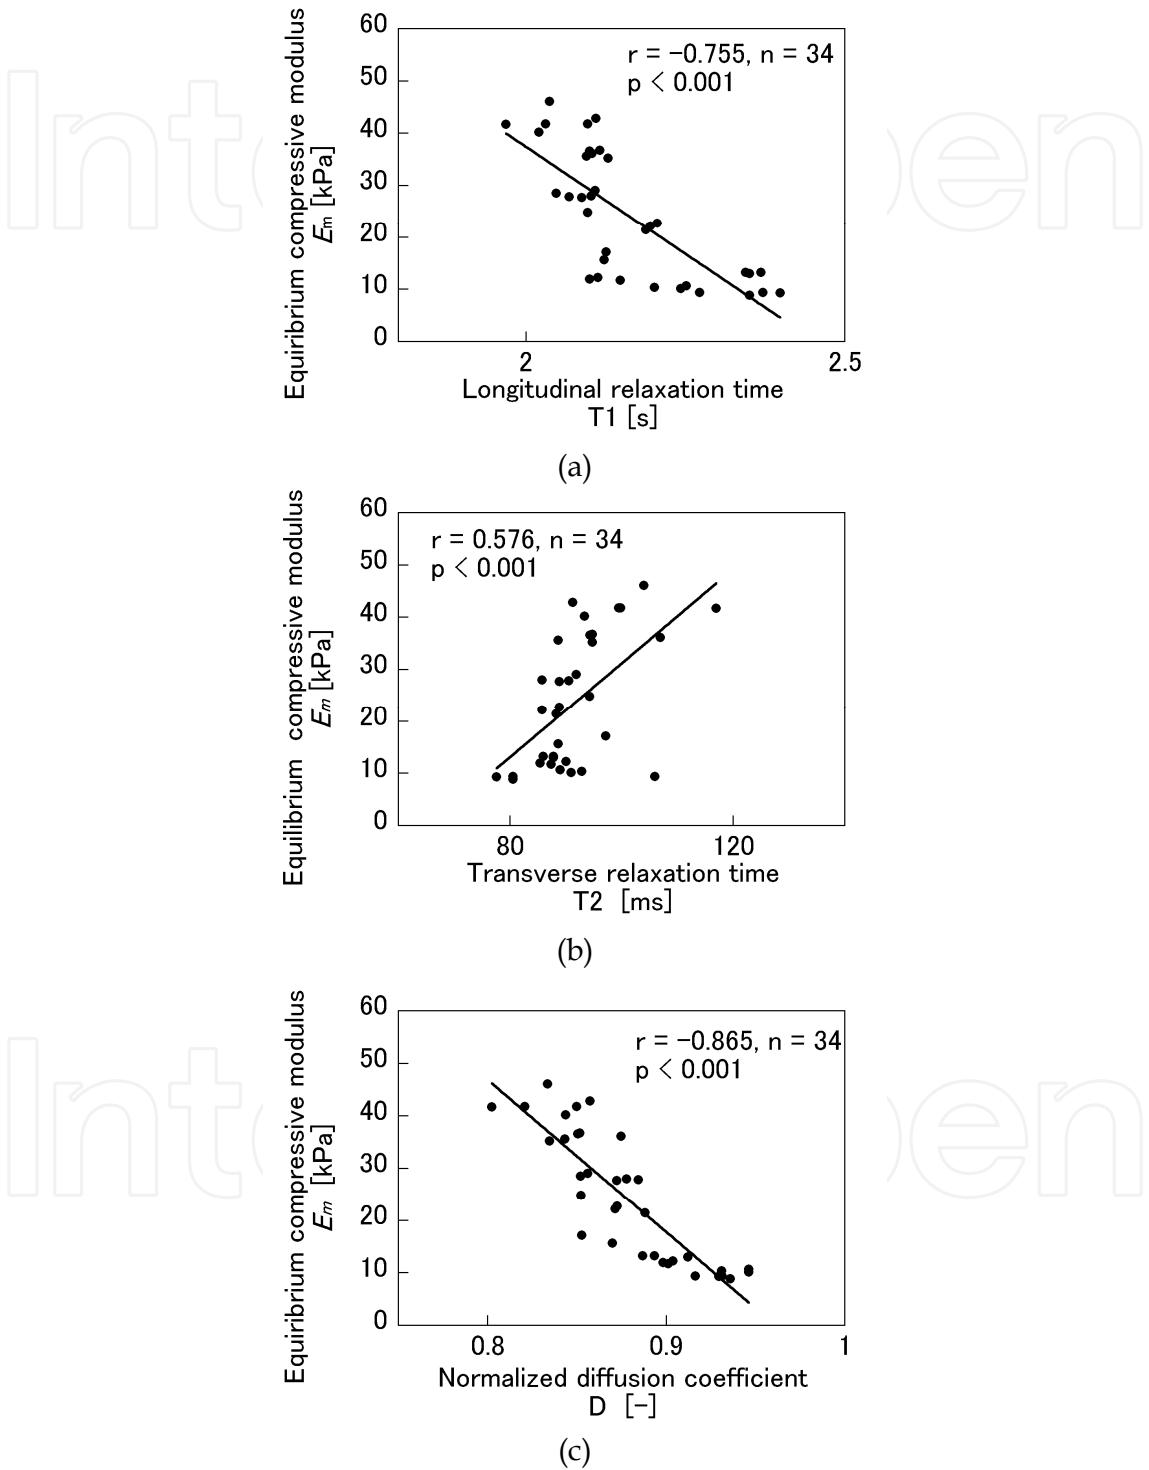 Equiribrium compressive modulus
Em [kPa]
60
50
40
30
20
10
0
r = -0.755, n = 34
p < 0.001
2
2.5
Longitudinal relaxation time
T1 [s]
(a)
Equilibrium compressive modulus
Em [kPa]
60
50
40
30
20
10
0
r = 0.576, n = 34
p < 0.001
80
120
Transverse relaxation time
T2 [ms]
(b)
Equiribrium compressive modulus
Em [kPa]
60
50
40
30
20
10
0
r = -0.865, n = 34
p < 0.001
0.8
0.9
1
Normalized diffusion coefficient
D [-]
(c)